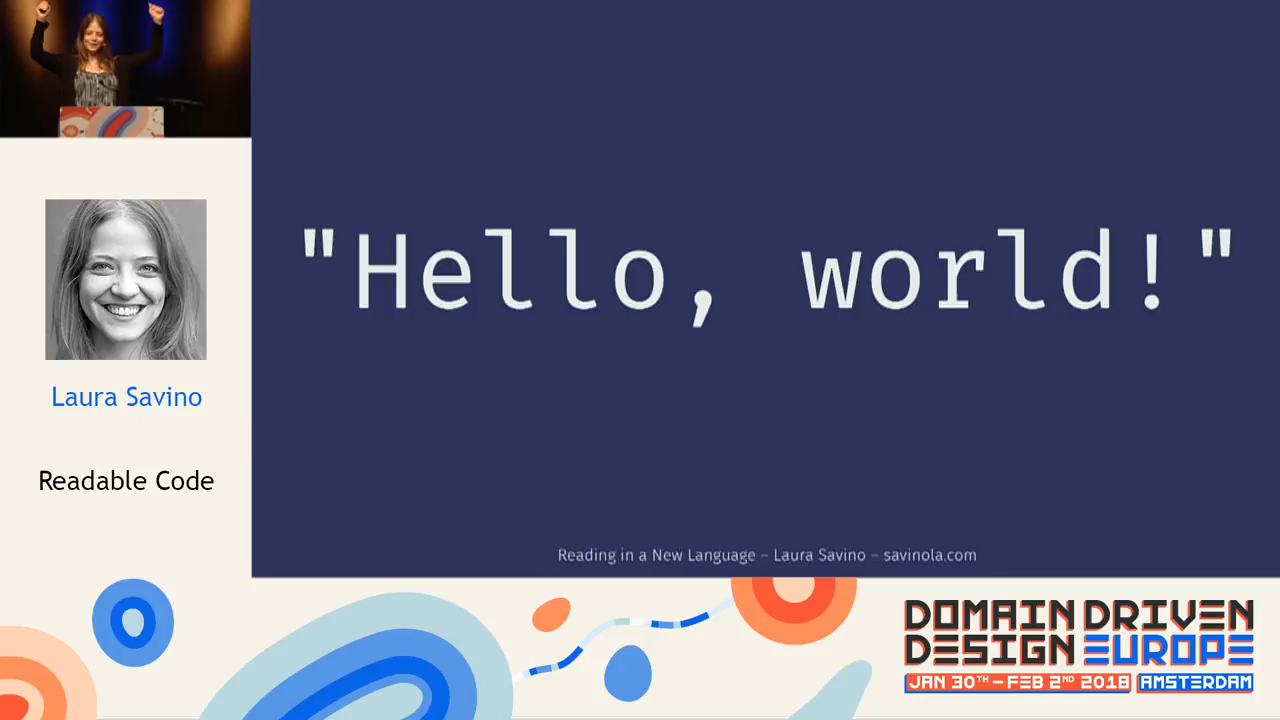 "Hello, world!"
Laura Savino
Readable Code
Reading in a New Language – Laura Savino – savinola.com
DOMAIN DRIVEN
DESIGN EUROPE
JAN 30TH – FEB 2ND 2018 AMSTERDAM